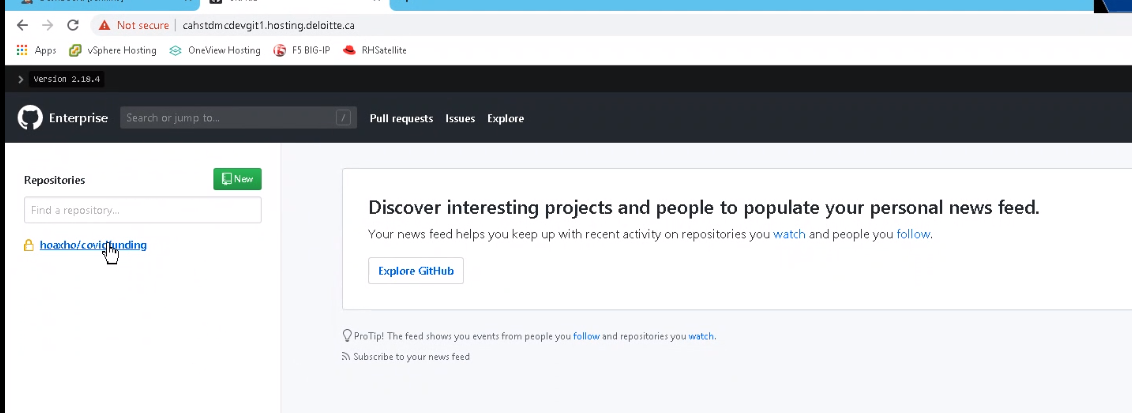 Not secure cahstdmcdevgit1.hosting.deloitte.ca
Apps vSphere Hosting OneView Hosting F5 BIG-IP RHSatellite
Version 2.18.4
Enterprise Search or jump to... / Pull requests Issues Explore
Repositories New
Find a repository...
hoaxho/covidfunding
Discover interesting projects and people to populate your personal news feed.
Your news feed helps you keep up with recent activity on repositories you watch and people you follow.
Explore GitHub
ProTip! The feed shows you events from people you follow and repositories you watch.
Subscribe to your news feed